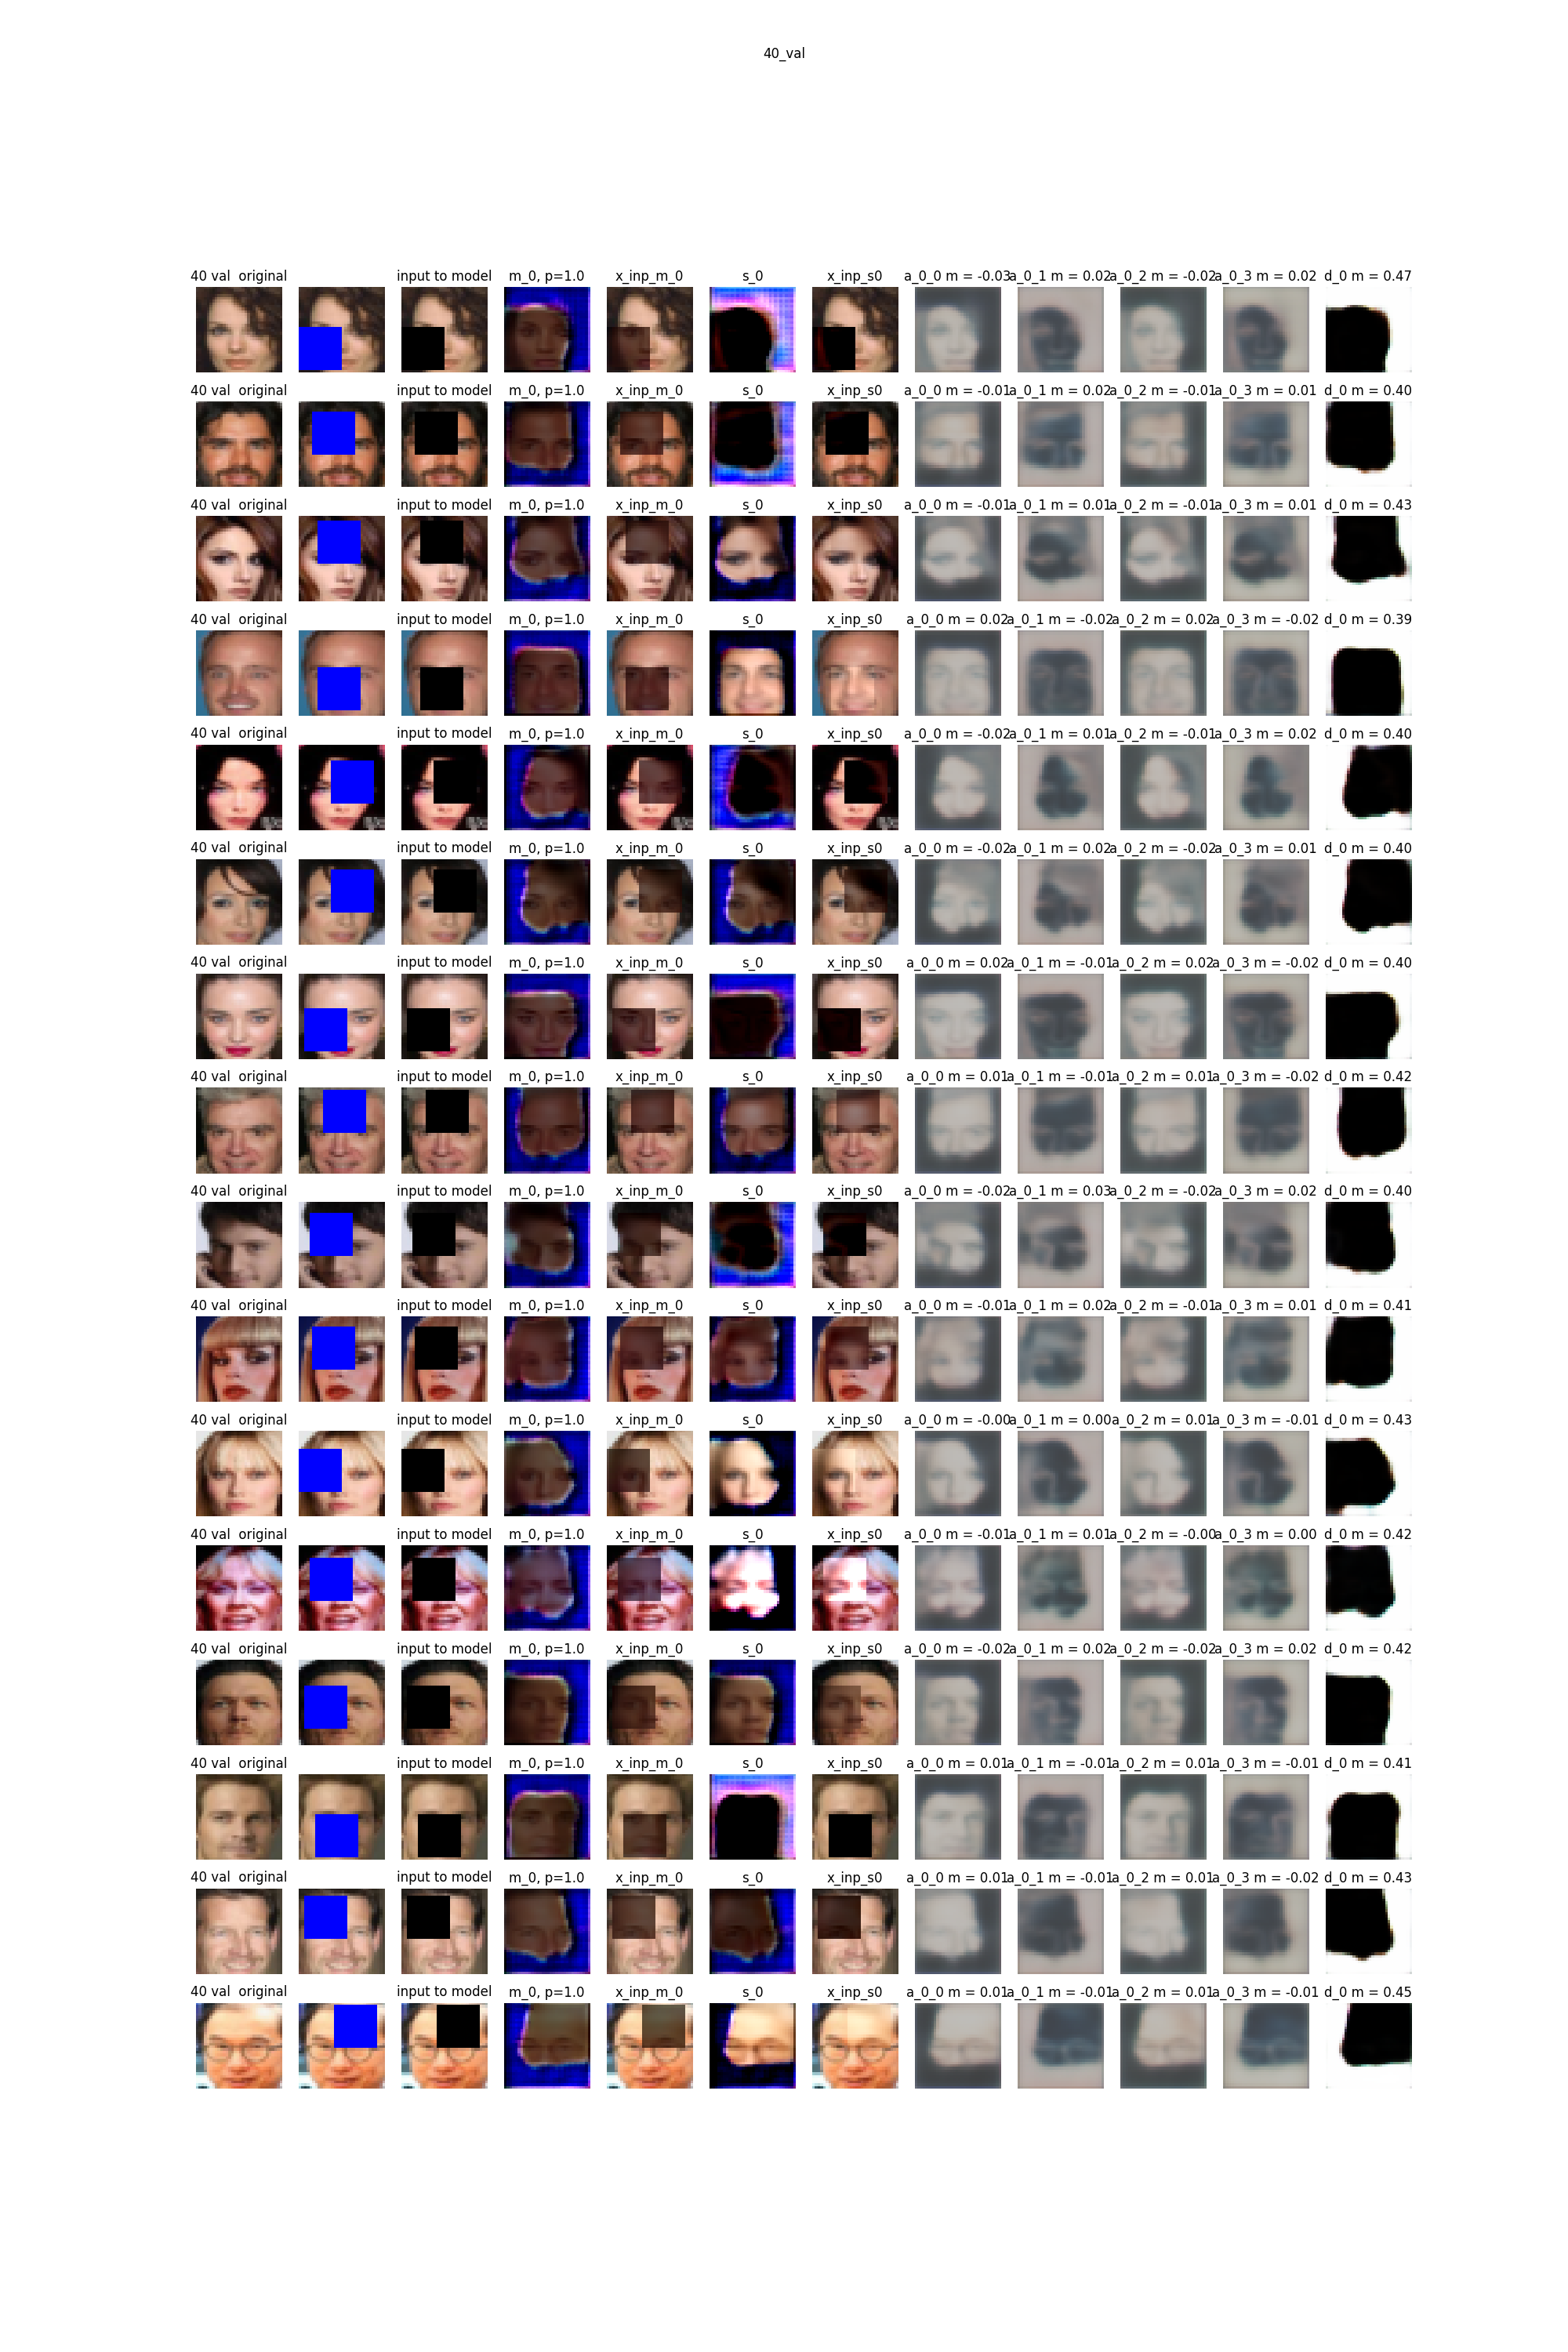 40_val
40 val original input to model m_0, p=1.0 x_inp_m_0 s_0 x_inp_s0 a_0_0 m = -0.03 a_0_1 m = 0.02 a_0_2 m = -0.02 a_0_3 m = 0.02 d_0 m = 0.47
40 val original input to model m_0, p=1.0 x_inp_m_0 s_0 x_inp_s0 a_0_0 m = -0.01 a_0_1 m = 0.02 a_0_2 m = -0.01 a_0_3 m = 0.01 d_0 m = 0.40
40 val original input to model m_0, p=1.0 x_inp_m_0 s_0 x_inp_s0 a_0_0 m = -0.01 a_0_1 m = 0.01 a_0_2 m = -0.01 a_0_3 m = 0.01 d_0 m = 0.43
40 val original input to model m_0, p=1.0 x_inp_m_0 s_0 x_inp_s0 a_0_0 m = 0.02 a_0_1 m = -0.02 a_0_2 m = 0.02 a_0_3 m = -0.02 d_0 m = 0.39
40 val original input to model m_0, p=1.0 x_inp_m_0 s_0 x_inp_s0 a_0_0 m = -0.02 a_0_1 m = 0.01 a_0_2 m = -0.01 a_0_3 m = 0.02 d_0 m = 0.40
40 val original input to model m_0, p=1.0 x_inp_m_0 s_0 x_inp_s0 a_0_0 m = -0.02 a_0_1 m = 0.02 a_0_2 m = -0.02 a_0_3 m = 0.01 d_0 m = 0.40
40 val original input to model m_0, p=1.0 x_inp_m_0 s_0 x_inp_s0 a_0_0 m = 0.02 a_0_1 m = -0.01 a_0_2 m = 0.02 a_0_3 m = -0.02 d_0 m = 0.40
40 val original input to model m_0, p=1.0 x_inp_m_0 s_0 x_inp_s0 a_0_0 m = 0.01 a_0_1 m = -0.01 a_0_2 m = 0.01 a_0_3 m = -0.02 d_0 m = 0.42
40 val original input to model m_0, p=1.0 x_inp_m_0 s_0 x_inp_s0 a_0_0 m = -0.02 a_0_1 m = 0.03 a_0_2 m = -0.02 a_0_3 m = 0.02 d_0 m = 0.40
40 val original input to model m_0, p=1.0 x_inp_m_0 s_0 x_inp_s0 a_0_0 m = -0.01 a_0_1 m = 0.02 a_0_2 m = -0.01 a_0_3 m = 0.01 d_0 m = 0.41
40 val original input to model m_0, p=1.0 x_inp_m_0 s_0 x_inp_s0 a_0_0 m = -0.00 a_0_1 m = 0.00 a_0_2 m = 0.01 a_0_3 m = -0.01 d_0 m = 0.43
40 val original input to model m_0, p=1.0 x_inp_m_0 s_0 x_inp_s0 a_0_0 m = -0.01 a_0_1 m = 0.01 a_0_2 m = -0.00 a_0_3 m = 0.00 d_0 m = 0.42
40 val original input to model m_0, p=1.0 x_inp_m_0 s_0 x_inp_s0 a_0_0 m = -0.02 a_0_1 m = 0.02 a_0_2 m = -0.02 a_0_3 m = 0.02 d_0 m = 0.42
40 val original input to model m_0, p=1.0 x_inp_m_0 s_0 x_inp_s0 a_0_0 m = 0.01 a_0_1 m = -0.01 a_0_2 m = 0.01 a_0_3 m = -0.01 d_0 m = 0.41
40 val original input to model m_0, p=1.0 x_inp_m_0 s_0 x_inp_s0 a_0_0 m = 0.01 a_0_1 m = -0.01 a_0_2 m = 0.01 a_0_3 m = -0.02 d_0 m = 0.43
40 val original input to model m_0, p=1.0 x_inp_m_0 s_0 x_inp_s0 a_0_0 m = 0.01 a_0_1 m = -0.01 a_0_2 m = 0.01 a_0_3 m = -0.01 d_0 m = 0.45